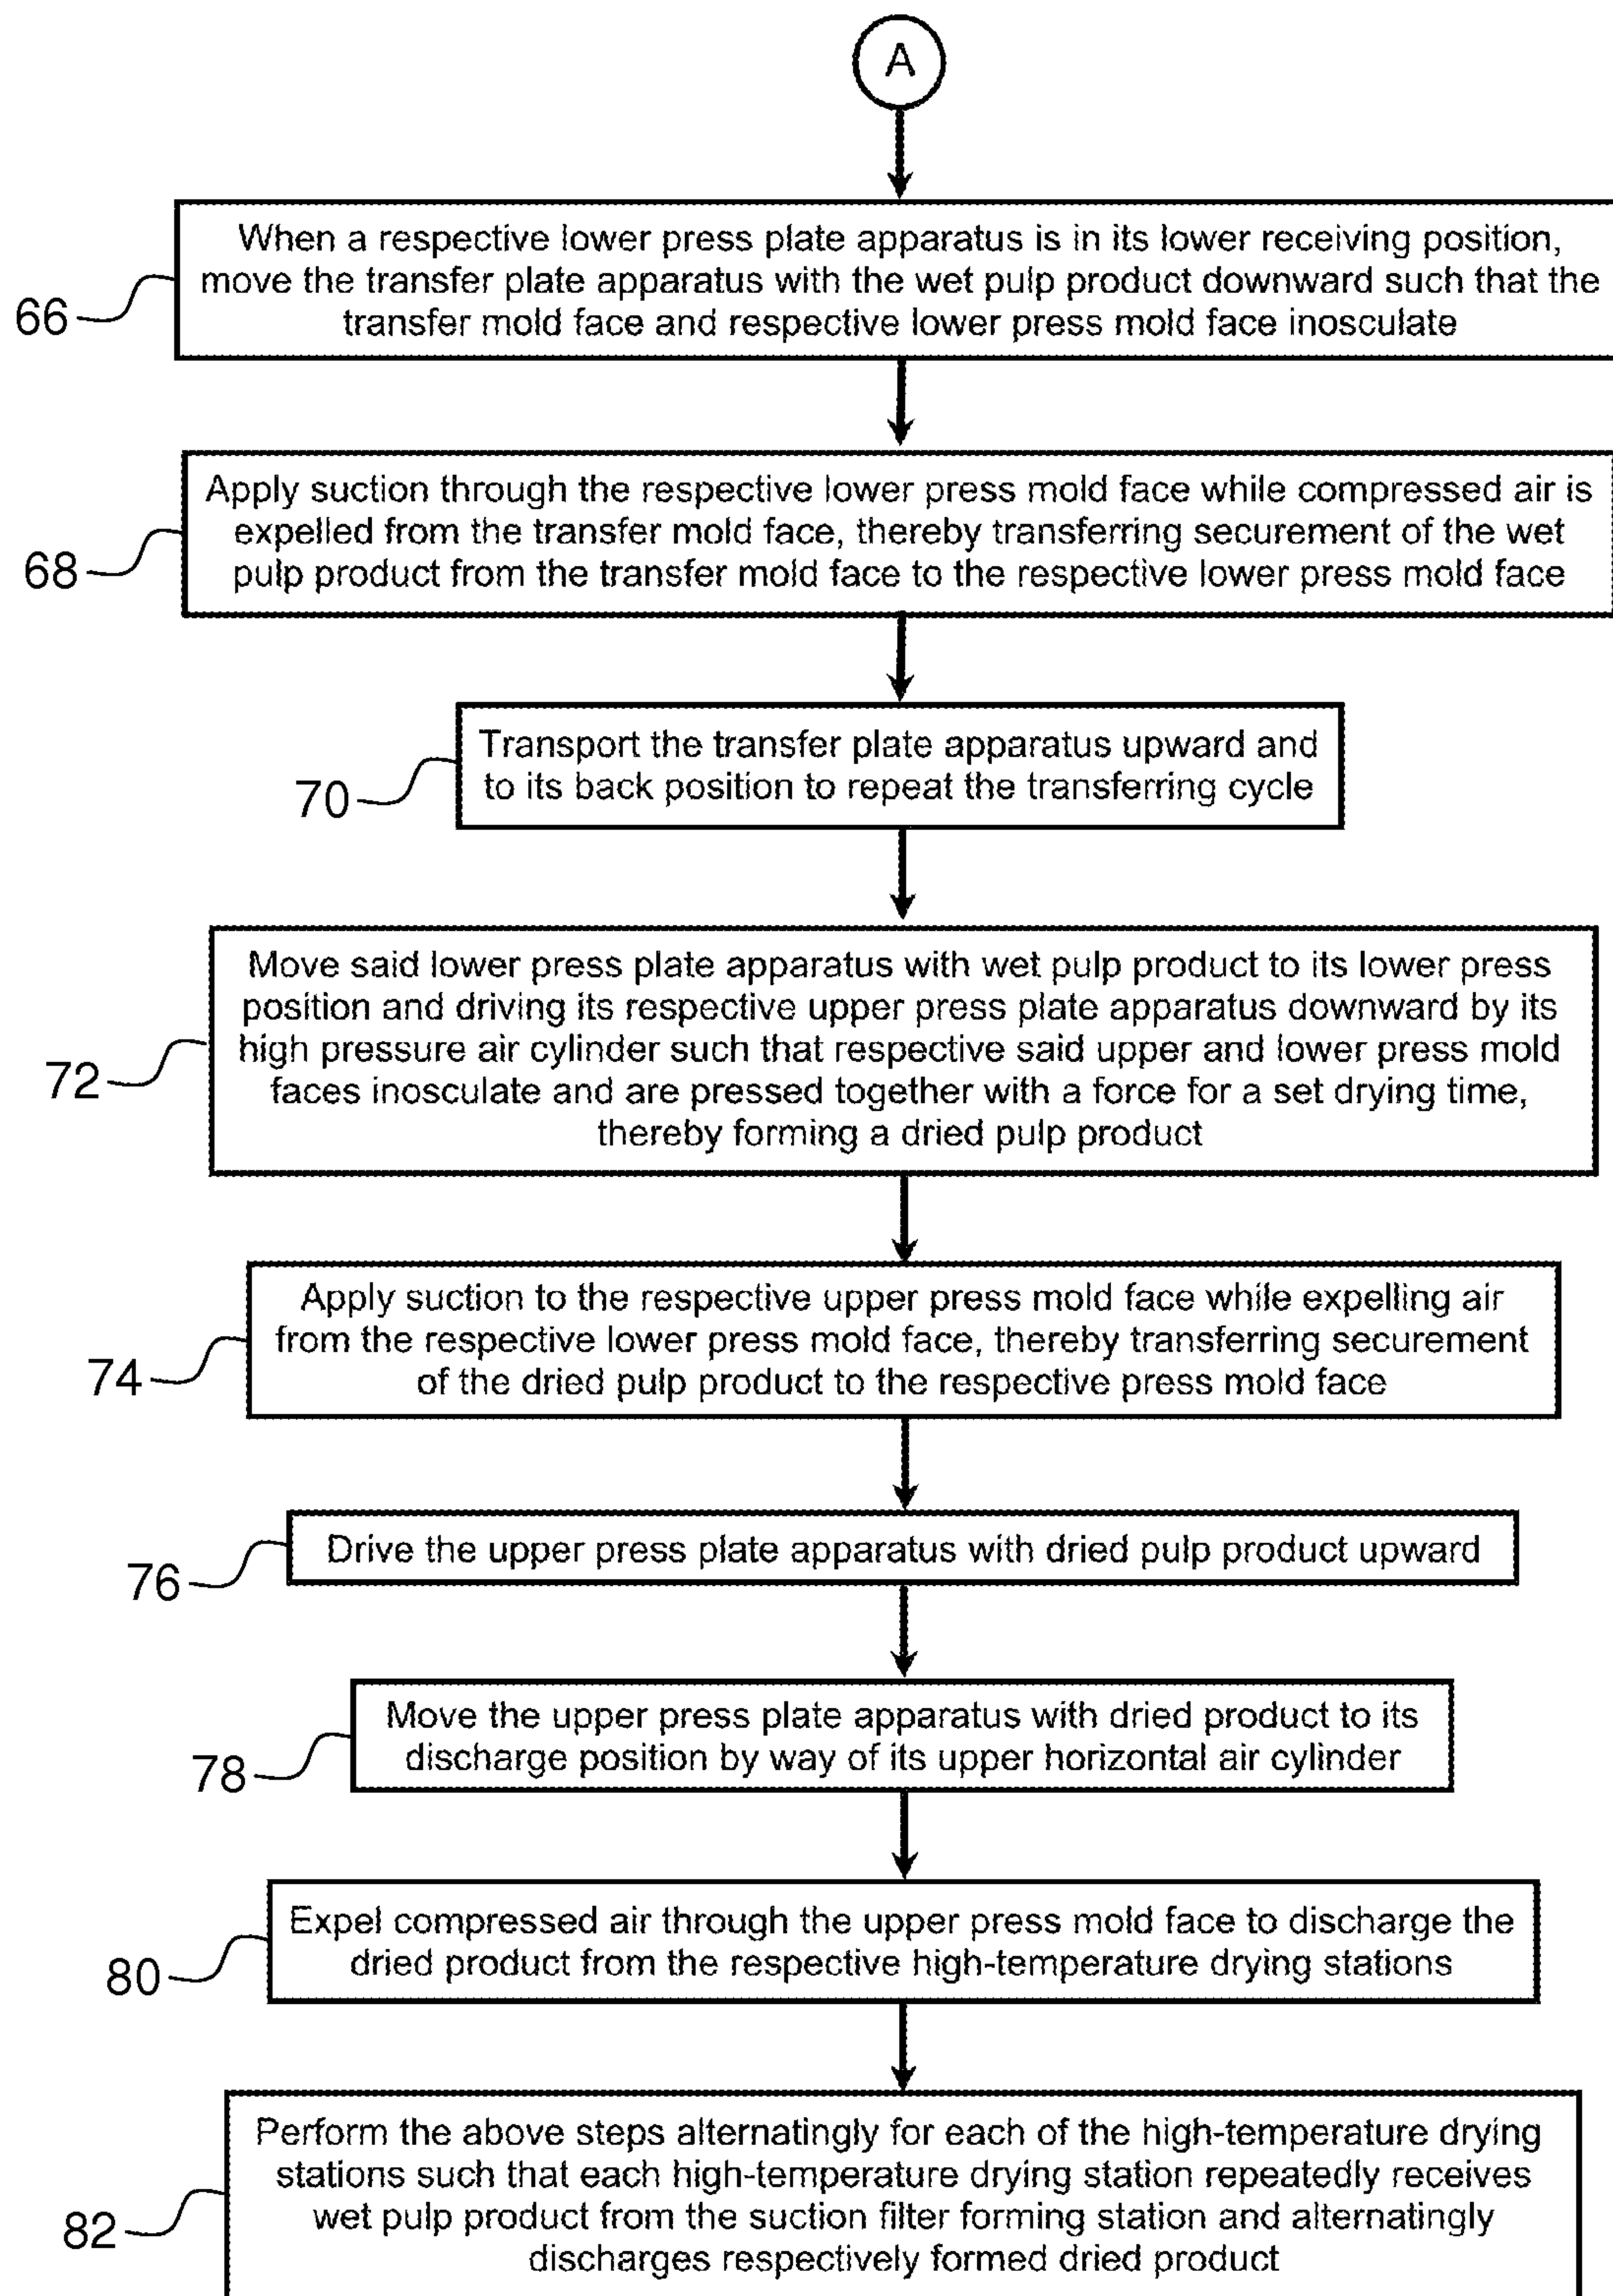 A
When a respective lower press plate apparatus is in its lower receiving position,
move the transfer plate apparatus with the wet pulp product downward such that the
transfer mold face and respective lower press mold face inosculate
66
Apply suction through the respective lower press mold face while compressed air is
expelled from the transfer mold face, thereby transferring securement of the wet
pulp product from the transfer mold face to the respective lower press mold face
68
Transport the transfer plate apparatus upward and
to its back position to repeat the transferring cycle
70
Move said lower press plate apparatus with wet pulp product to its lower press
position and driving its respective upper press plate apparatus downward by its
high pressure air cylinder such that respective said upper and lower press mold
faces inosculate and are pressed together with a force for a set drying time,
thereby forming a dried pulp product
72
Apply suction to the respective upper press mold face while expelling air
from the respective lower press mold face, thereby transferring securement
of the dried pulp product to the respective press mold face
74
Drive the upper press plate apparatus with dried pulp product upward
76
Move the upper press plate apparatus with dried product to its
discharge position by way of its upper horizontal air cylinder
78
Expel compressed air through the upper press mold face to discharge the
dried product from the respective high-temperature drying stations
80
Perform the above steps alternatingly for each of the high-temperature drying
stations such that each high-temperature drying station repeatedly receives
wet pulp product from the suction filter forming station and alternatingly
discharges respectively formed dried product
82